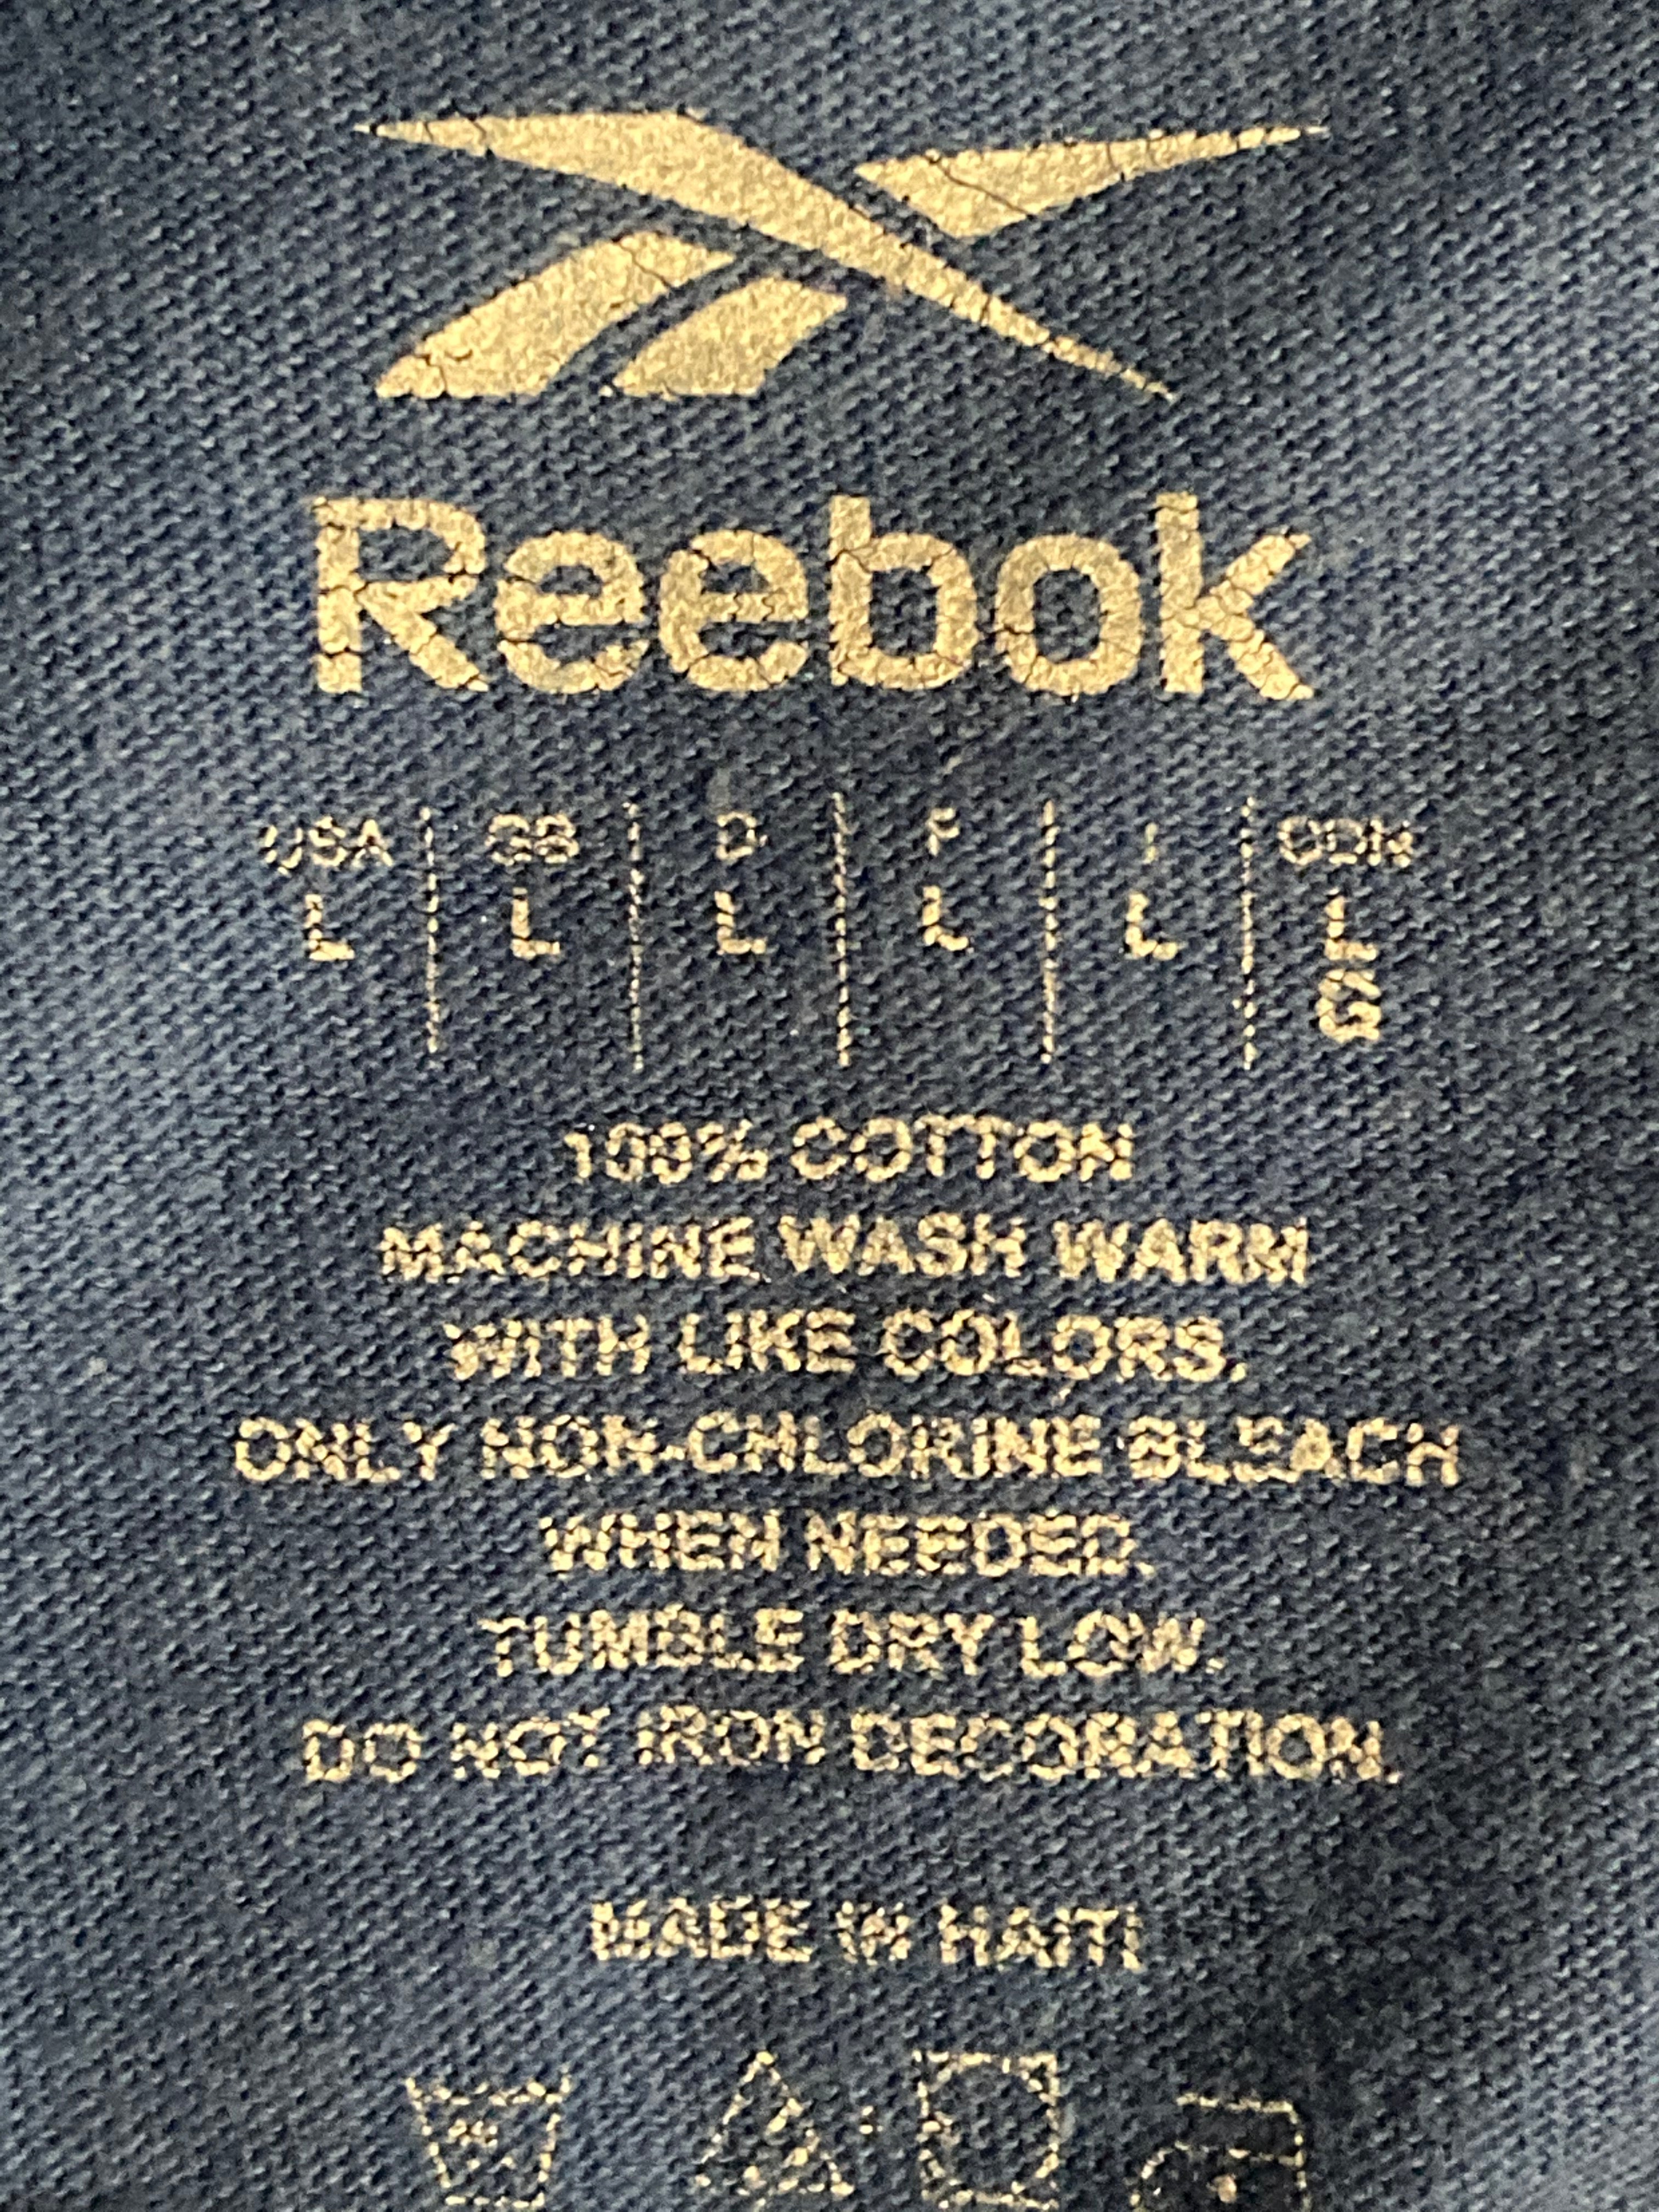 Reebok
USA GB D F I CDN
L L L L L L
G
100% COTTON
MACHINE WASH WARM
WITH LIKE COLORS.
ONLY NON-CHLORINE BLEACH
WHEN NEEDED.
TUMBLE DRY LOW.
DO NOT IRON DECORATION.
MADE IN HAITI